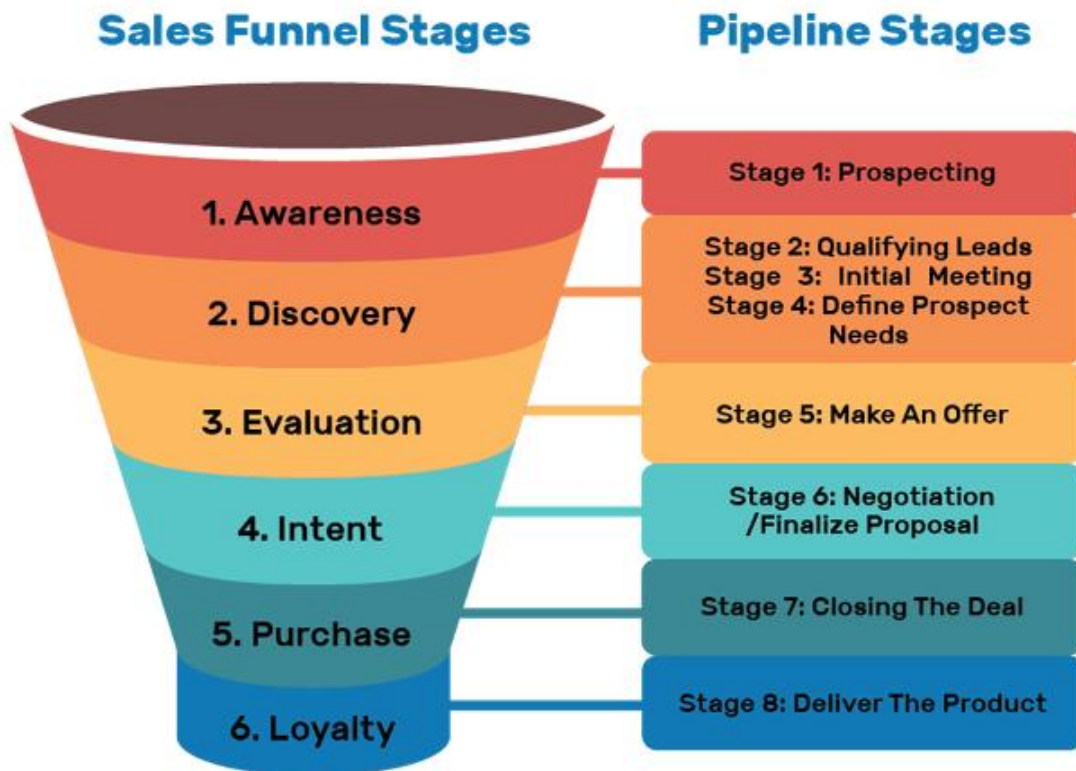 Sales Funnel Stages
Pipeline Stages
1. Awareness
2. Discovery
3. Evaluation
4. Intent
5. Purchase
6. Loyalty
Stage 1: Prospecting
Stage 2: Qualifying Leads
Stage 3: Initial Meeting
Stage 4: Define Prospect
Needs
Stage 5: Make An Offer
Stage 6: Negotiation
/Finalize Proposal
Stage 7: Closing The Deal
Stage 8: Deliver The Product